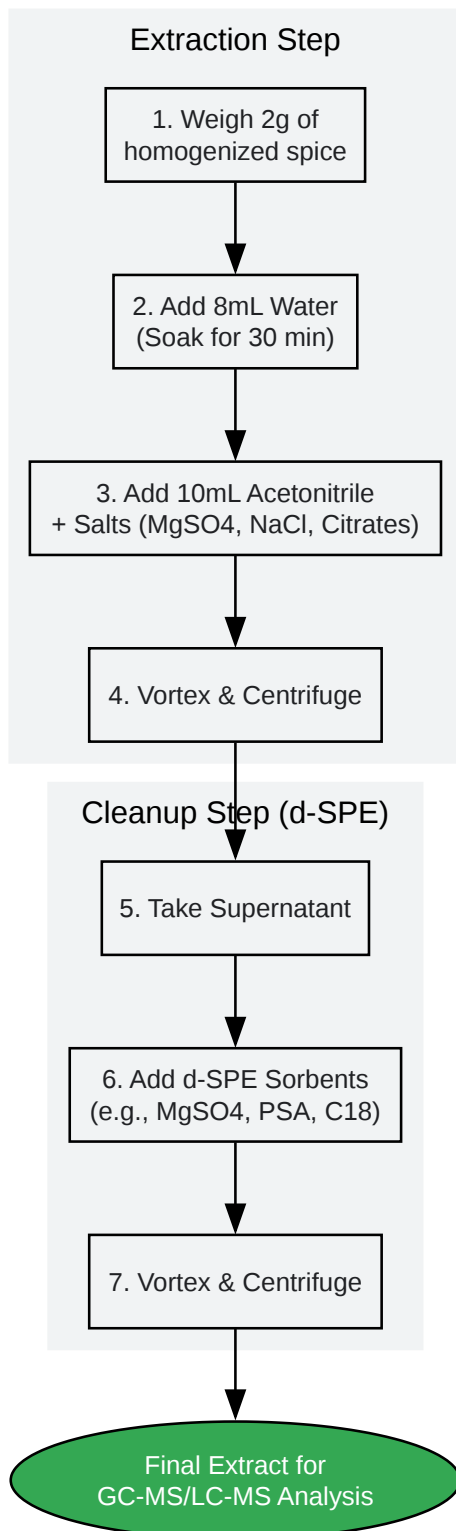 Extraction Step
1. Weigh 2g of
homogenized spice
2. Add 8mL Water
(Soak for 30 min)
3. Add 10mL Acetonitrile
+ Salts (MgSO4, NaCl, Citrates)
4. Vortex & Centrifuge
Cleanup Step (d-SPE)
5. Take Supernatant
6. Add d-SPE Sorbents
(e.g., MgSO4, PSA, C18)
7. Vortex & Centrifuge
Final Extract for
GC-MS/LC-MS Analysis